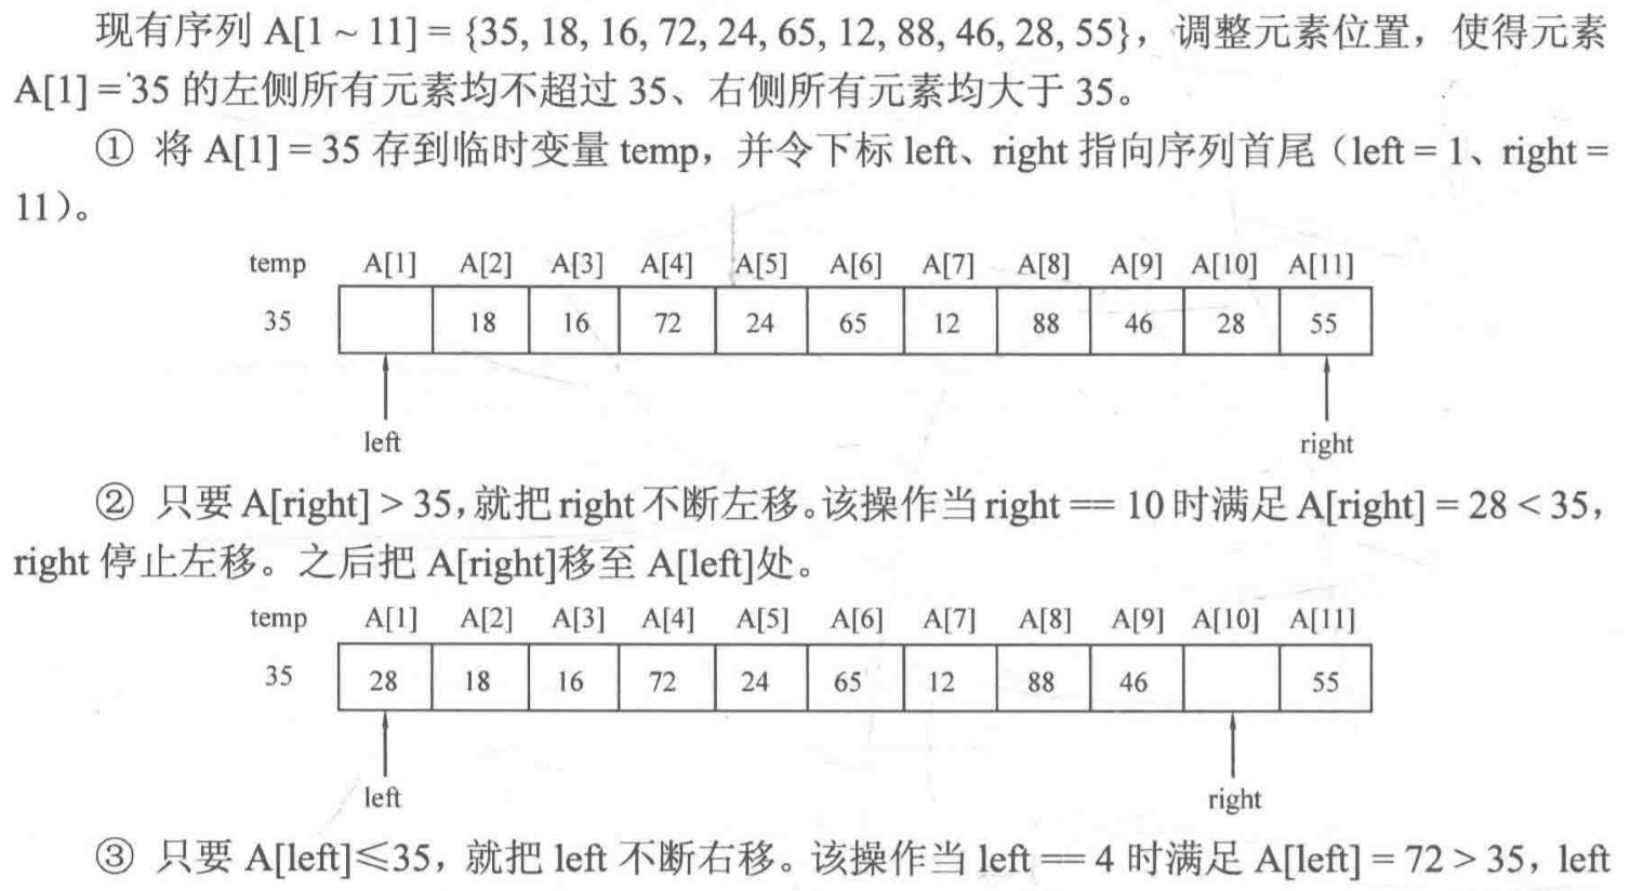 现有序列 A[1 ~ 11] = {35, 18, 16, 72, 24, 65, 12, 88, 46, 28, 55}，调整元素位置，使得元素
A[1] = 35 的左侧所有元素均不超过 35、右侧所有元素均大于 35。
① 将 A[1] = 35 存到临时变量 temp，并令下标 left、right 指向序列首尾（left = 1、right =
11）。
temp A[1] A[2] A[3] A[4] A[5] A[6] A[7] A[8] A[9] A[10] A[11]
35 18 16 72 24 65 12 88 46 28 55
left right
② 只要 A[right] > 35，就把 right 不断左移。该操作当 right == 10 时满足 A[right] = 28 < 35，
right 停止左移。之后把 A[right]移至 A[left]处。
temp A[1] A[2] A[3] A[4] A[5] A[6] A[7] A[8] A[9] A[10] A[11]
35 28 18 16 72 24 65 12 88 46 55
left right
③ 只要 A[left]≤35，就把 left 不断右移。该操作当 left == 4 时满足 A[left] = 72 > 35，left